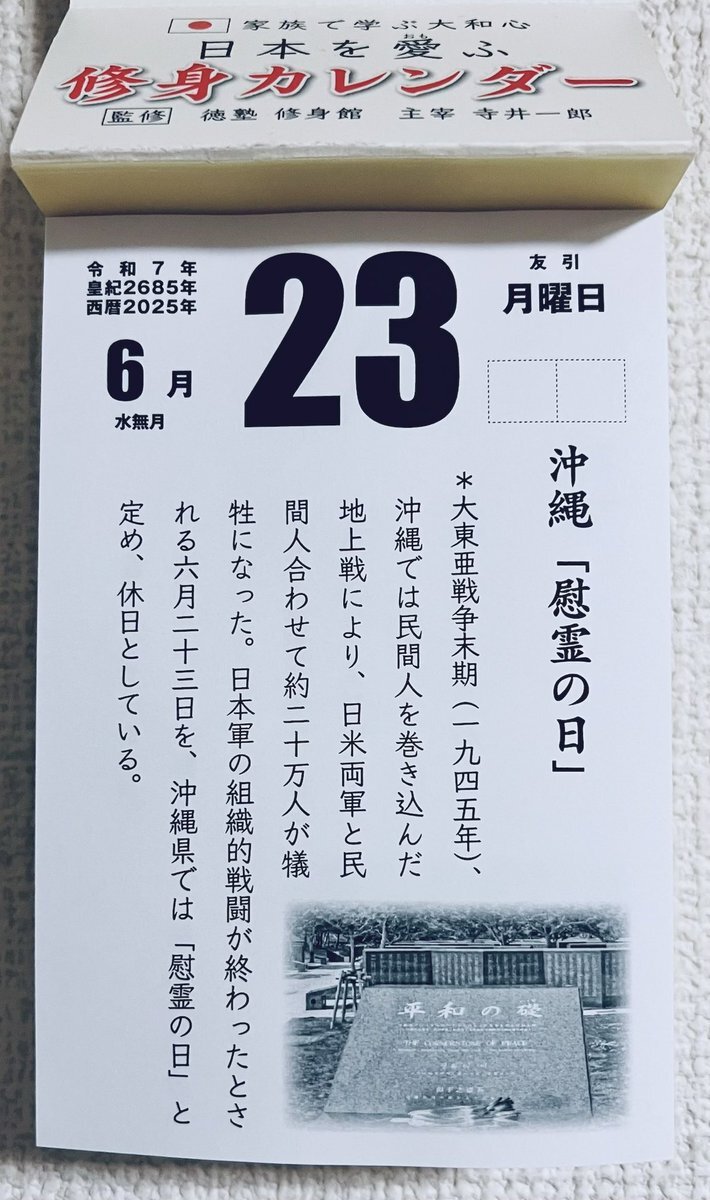 家族で学ぶ大和心
おも
日本を愛ふ
修身カレンダー
監修 徳塾 修身館 主宰 寺井一郎
令和7年
皇紀2685年
西暦2025年
6月
水無月
23
友引
月曜日
沖縄「慰霊の日」
＊大東亜戦争末期（一九四五年）、
沖縄では民間人を巻き込んだ
地上戦により、日米両軍と民
間人合わせて約二十万人が犠
牲になった。日本軍の組織的戦闘が終わったとさ
れる六月二十三日を、沖縄県では「慰霊の日」と
定め、休日としている。
平和の礎
THE CORNERSTONE OF PEACE